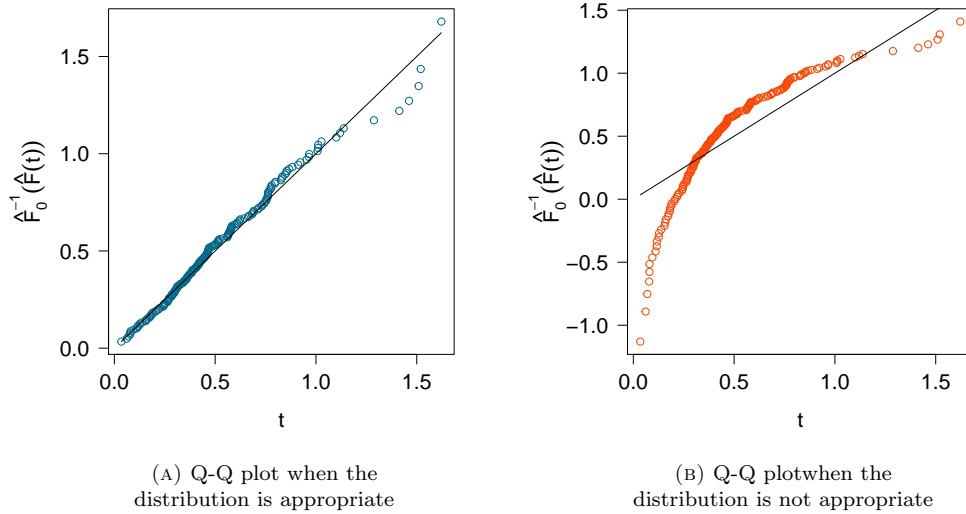 1.5
1.0
0.5
0.0
F̂₀⁻¹(F̂(t))
0.0 0.5 1.0 1.5
t
(A) Q-Q plot when the
distribution is appropriate
1.5
1.0
0.5
0.0
−0.5
−1.0
F̂₀⁻¹(F̂(t))
0.0 0.5 1.0 1.5
t
(B) Q-Q plotwhen the
distribution is not appropriate